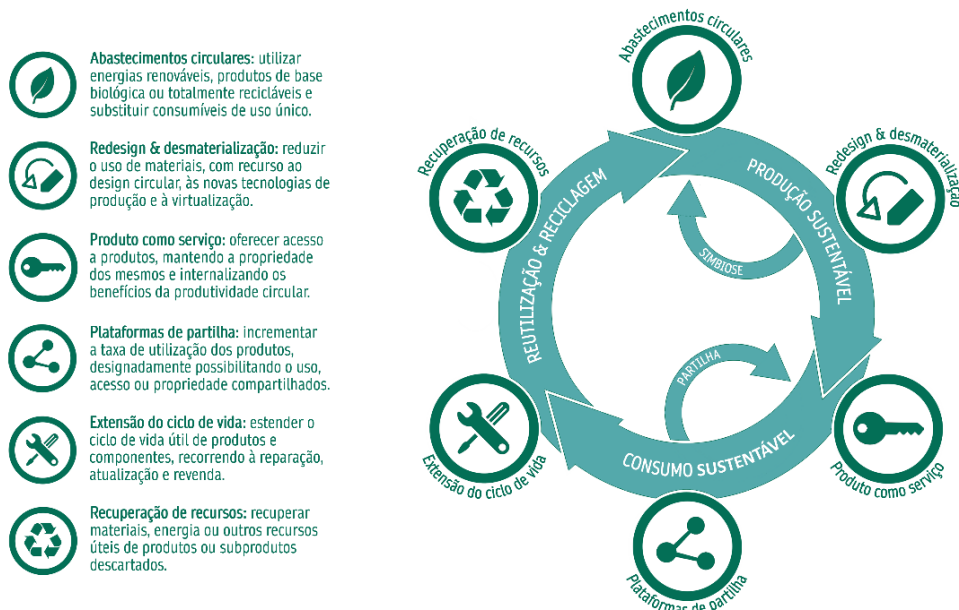 Abastecimentos circulares: utilizar
energias renováveis, produtos de base
biológica ou totalmente recicláveis e
substituir consumíveis de uso único.
Redesign & desmaterialização: reduzir
o uso de materiais, com recurso ao
design circular, às novas tecnologias de
produção e à virtualização.
Produto como serviço: oferecer acesso
a produtos, mantendo a propriedade
dos mesmos e internalizando os
benefícios da produtividade circular.
Plataformas de partilha: incrementar
a taxa de utilização dos produtos,
designadamente possibilitando o uso,
acesso ou propriedade compartilhados.
Extensão do ciclo de vida: estender o
ciclo de vida útil de produtos e
componentes, recorrendo à reparação,
atualização e revenda.
Recuperação de recursos: recuperar
materiais, energia ou outros recursos
úteis de produtos ou subprodutos
descartados.
Abastecimentos circulares
Redesign & desmaterialização
Produto como serviço
Plataformas de partilha
Extensão do ciclo de vida
Recuperação de recursos
PRODUÇÃO SUSTENTÁVEL
CONSUMO SUSTENTÁVEL
REUTILIZAÇÃO & RECICLAGEM
SIMBIOSE
PARTILHA